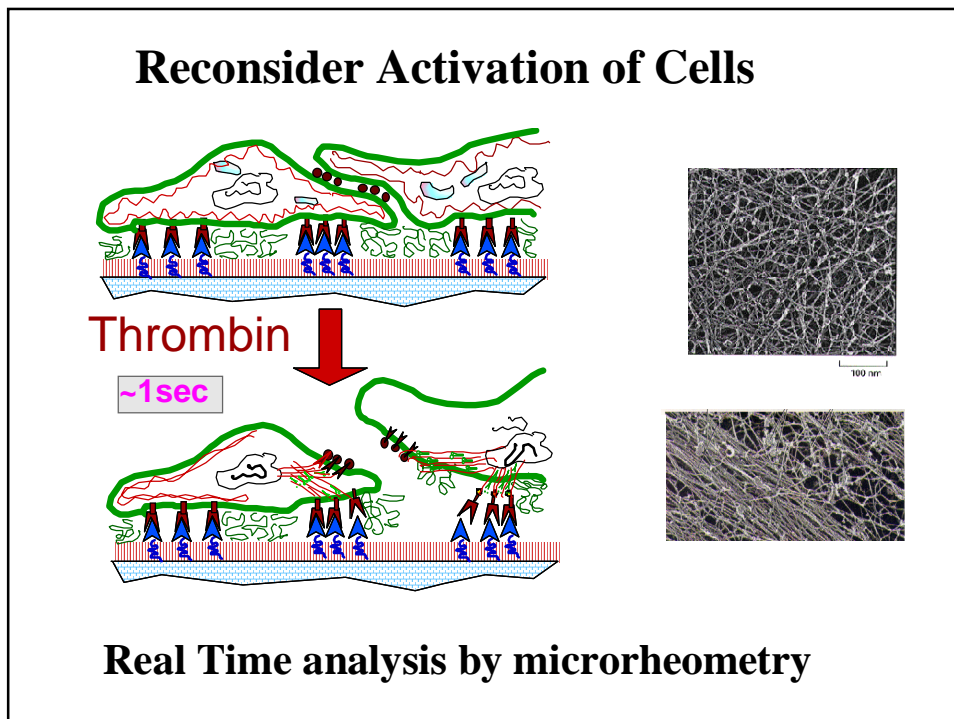 Reconsider Activation of Cells
100 nm
Thrombin
~1sec
Real Time analysis by microrheometry